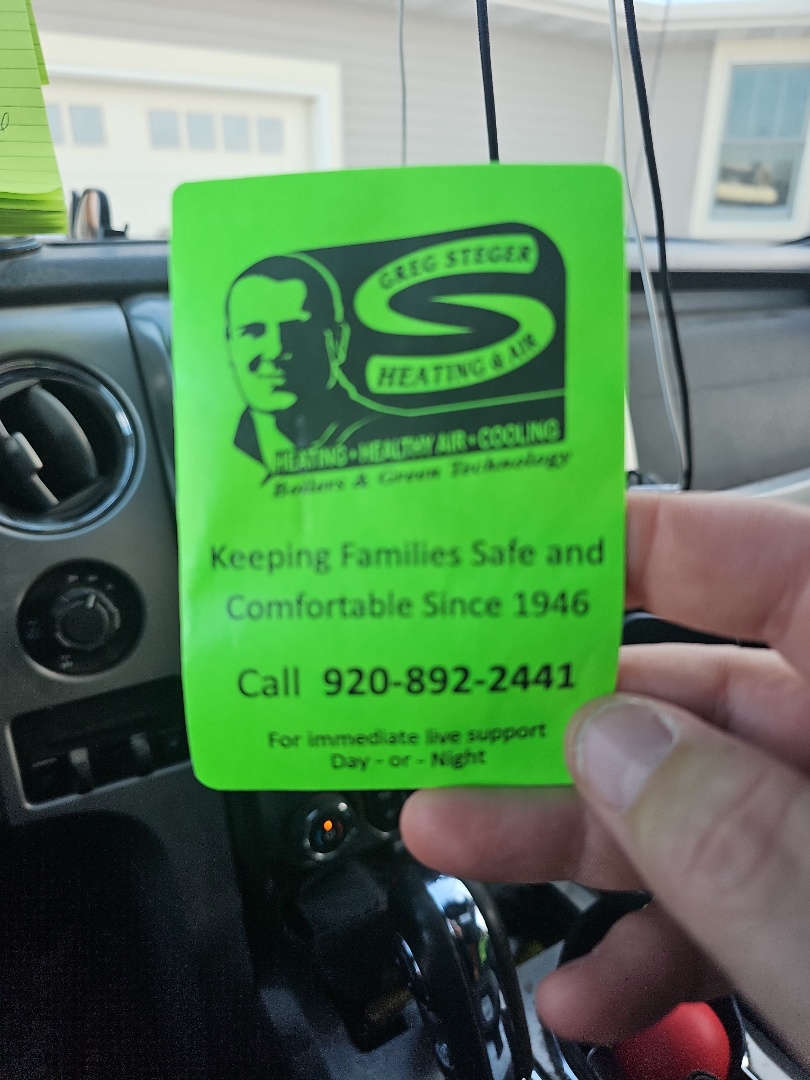 GREG STEGER
HEATING & AIR
HEATING • HEALTHY AIR • COOLING
Boilers & Green Technology
Keeping Families Safe and
Comfortable Since 1946
Call 920-892-2441
For immediate live support
Day - or - Night